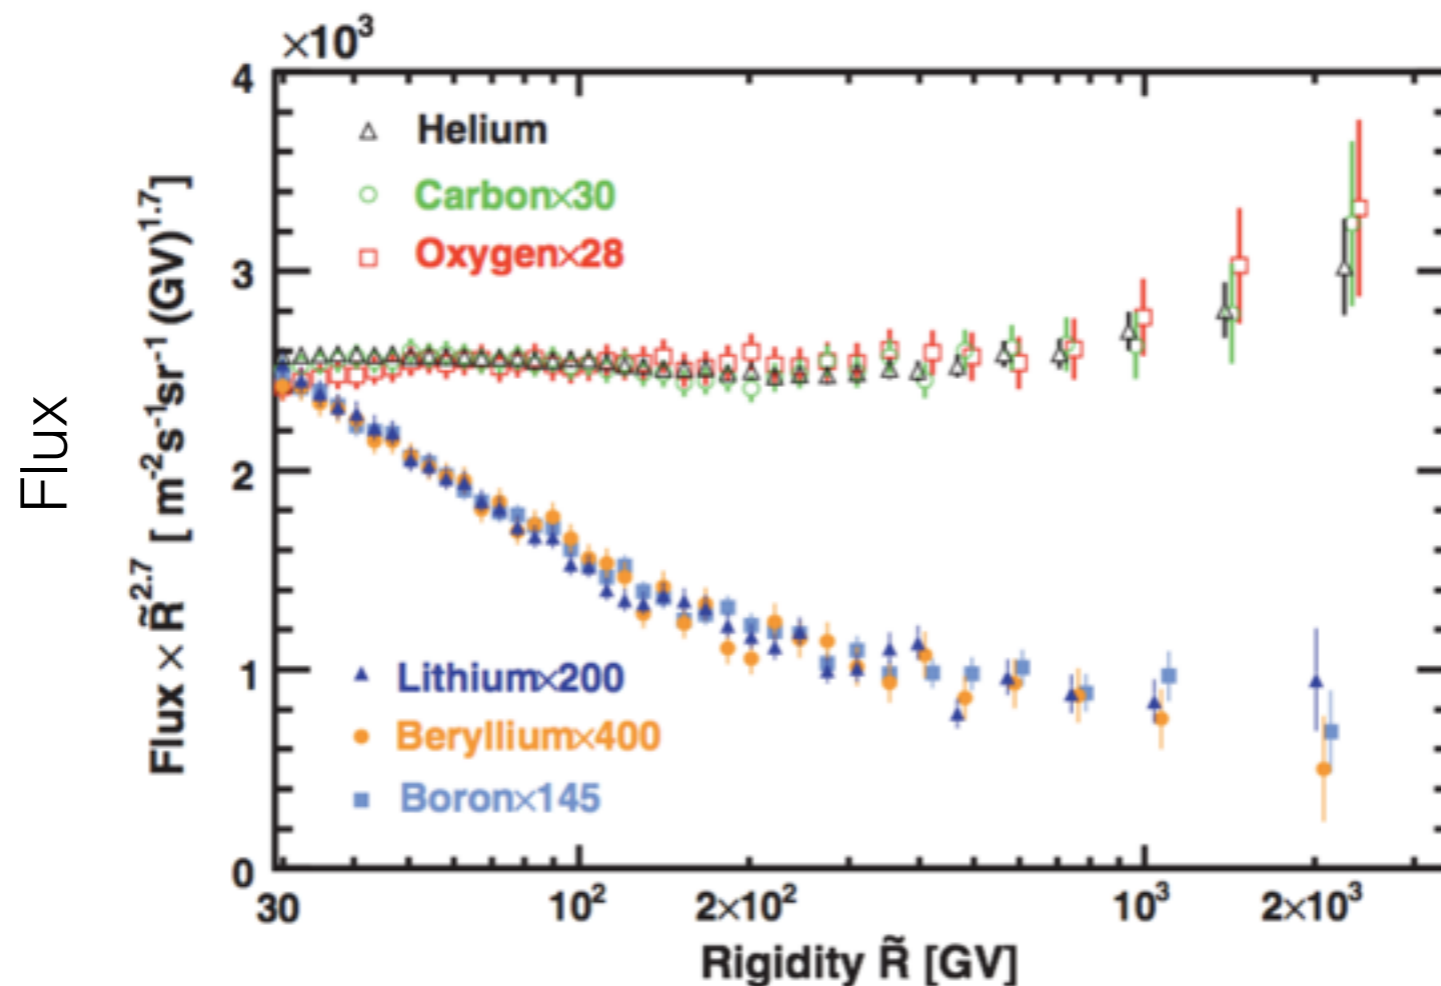 ×10³
4
3
2
1
0
Helium
Carbon×30
Oxygen×28
Lithium×200
Beryllium×400
Boron×145
Flux
Flux × R̃²·⁷ [ m⁻²s⁻¹sr⁻¹ (GV)¹·⁷]
30
10²
2×10²
10³
2×10³
Rigidity R̃ [GV]